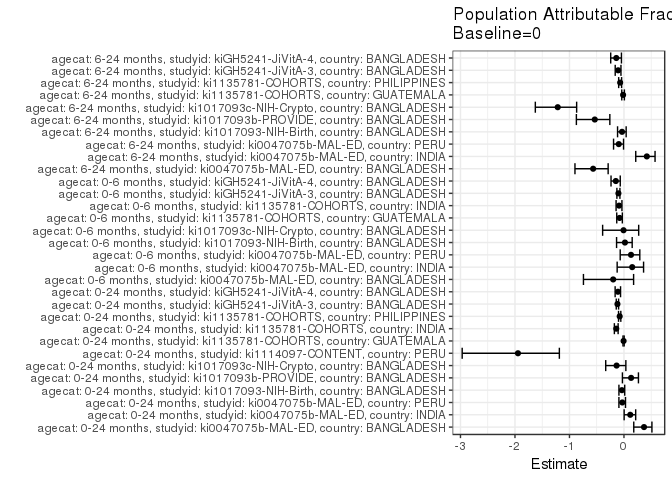 Population Attributable Frac
Baseline=0
agecat: 6-24 months, studyid: kiGH5241-JiVitA-4, country: BANGLADESH
agecat: 6-24 months, studyid: kiGH5241-JiVitA-3, country: BANGLADESH
agecat: 6-24 months, studyid: ki1135781-COHORTS, country: PHILIPPINES
agecat: 6-24 months, studyid: ki1135781-COHORTS, country: GUATEMALA
agecat: 6-24 months, studyid: ki1017093c-NIH-Crypto, country: BANGLADESH
agecat: 6-24 months, studyid: ki1017093b-PROVIDE, country: BANGLADESH
agecat: 6-24 months, studyid: ki1017093-NIH-Birth, country: BANGLADESH
agecat: 6-24 months, studyid: ki0047075b-MAL-ED, country: PERU
agecat: 6-24 months, studyid: ki0047075b-MAL-ED, country: INDIA
agecat: 6-24 months, studyid: ki0047075b-MAL-ED, country: BANGLADESH
agecat: 0-6 months, studyid: kiGH5241-JiVitA-4, country: BANGLADESH
agecat: 0-6 months, studyid: kiGH5241-JiVitA-3, country: BANGLADESH
agecat: 0-6 months, studyid: ki1135781-COHORTS, country: INDIA
agecat: 0-6 months, studyid: ki1135781-COHORTS, country: GUATEMALA
agecat: 0-6 months, studyid: ki1017093c-NIH-Crypto, country: BANGLADESH
agecat: 0-6 months, studyid: ki1017093-NIH-Birth, country: BANGLADESH
agecat: 0-6 months, studyid: ki0047075b-MAL-ED, country: PERU
agecat: 0-6 months, studyid: ki0047075b-MAL-ED, country: INDIA
agecat: 0-6 months, studyid: ki0047075b-MAL-ED, country: BANGLADESH
agecat: 0-24 months, studyid: kiGH5241-JiVitA-4, country: BANGLADESH
agecat: 0-24 months, studyid: kiGH5241-JiVitA-3, country: BANGLADESH
agecat: 0-24 months, studyid: ki1135781-COHORTS, country: PHILIPPINES
agecat: 0-24 months, studyid: ki1135781-COHORTS, country: INDIA
agecat: 0-24 months, studyid: ki1135781-COHORTS, country: GUATEMALA
agecat: 0-24 months, studyid: ki1114097-CONTENT, country: PERU
agecat: 0-24 months, studyid: ki1017093c-NIH-Crypto, country: BANGLADESH
agecat: 0-24 months, studyid: ki1017093b-PROVIDE, country: BANGLADESH
agecat: 0-24 months, studyid: ki1017093-NIH-Birth, country: BANGLADESH
agecat: 0-24 months, studyid: ki0047075b-MAL-ED, country: PERU
agecat: 0-24 months, studyid: ki0047075b-MAL-ED, country: INDIA
agecat: 0-24 months, studyid: ki0047075b-MAL-ED, country: BANGLADESH
-3 -2 -1 0
Estimate